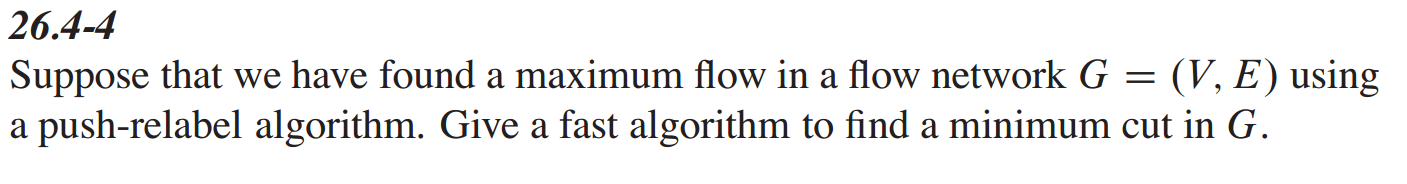 26.4-4
Suppose that we have found a maximum flow in a flow network G = (V, E) using
a push-relabel algorithm. Give a fast algorithm to find a minimum cut in G.